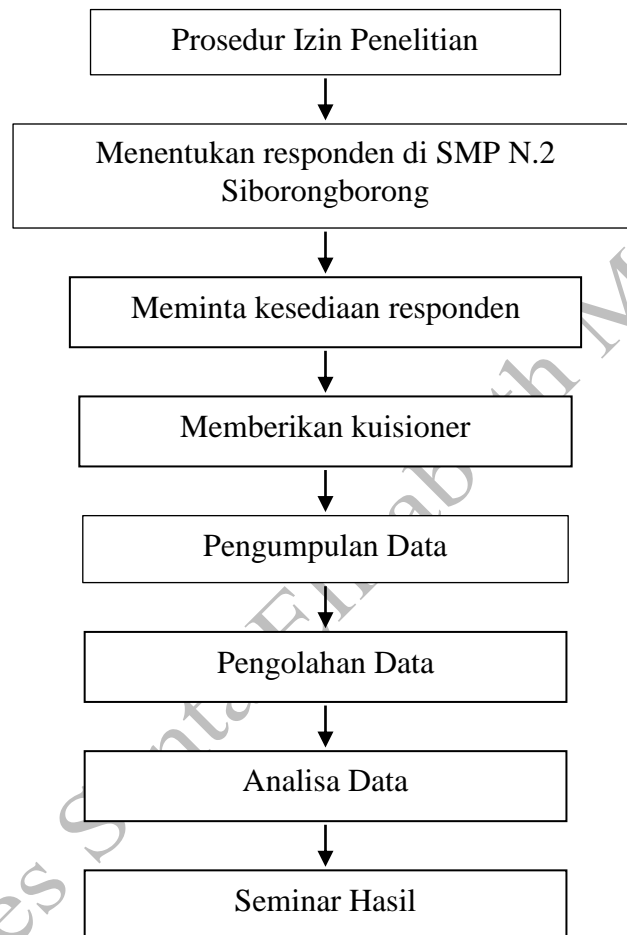 Prosedur Izin Penelitian
Menentukan responden di SMP N.2
Siborongborong
Meminta kesediaan responden
Memberikan kuisioner
Pengumpulan Data
Pengolahan Data
Analisa Data
Seminar Hasil